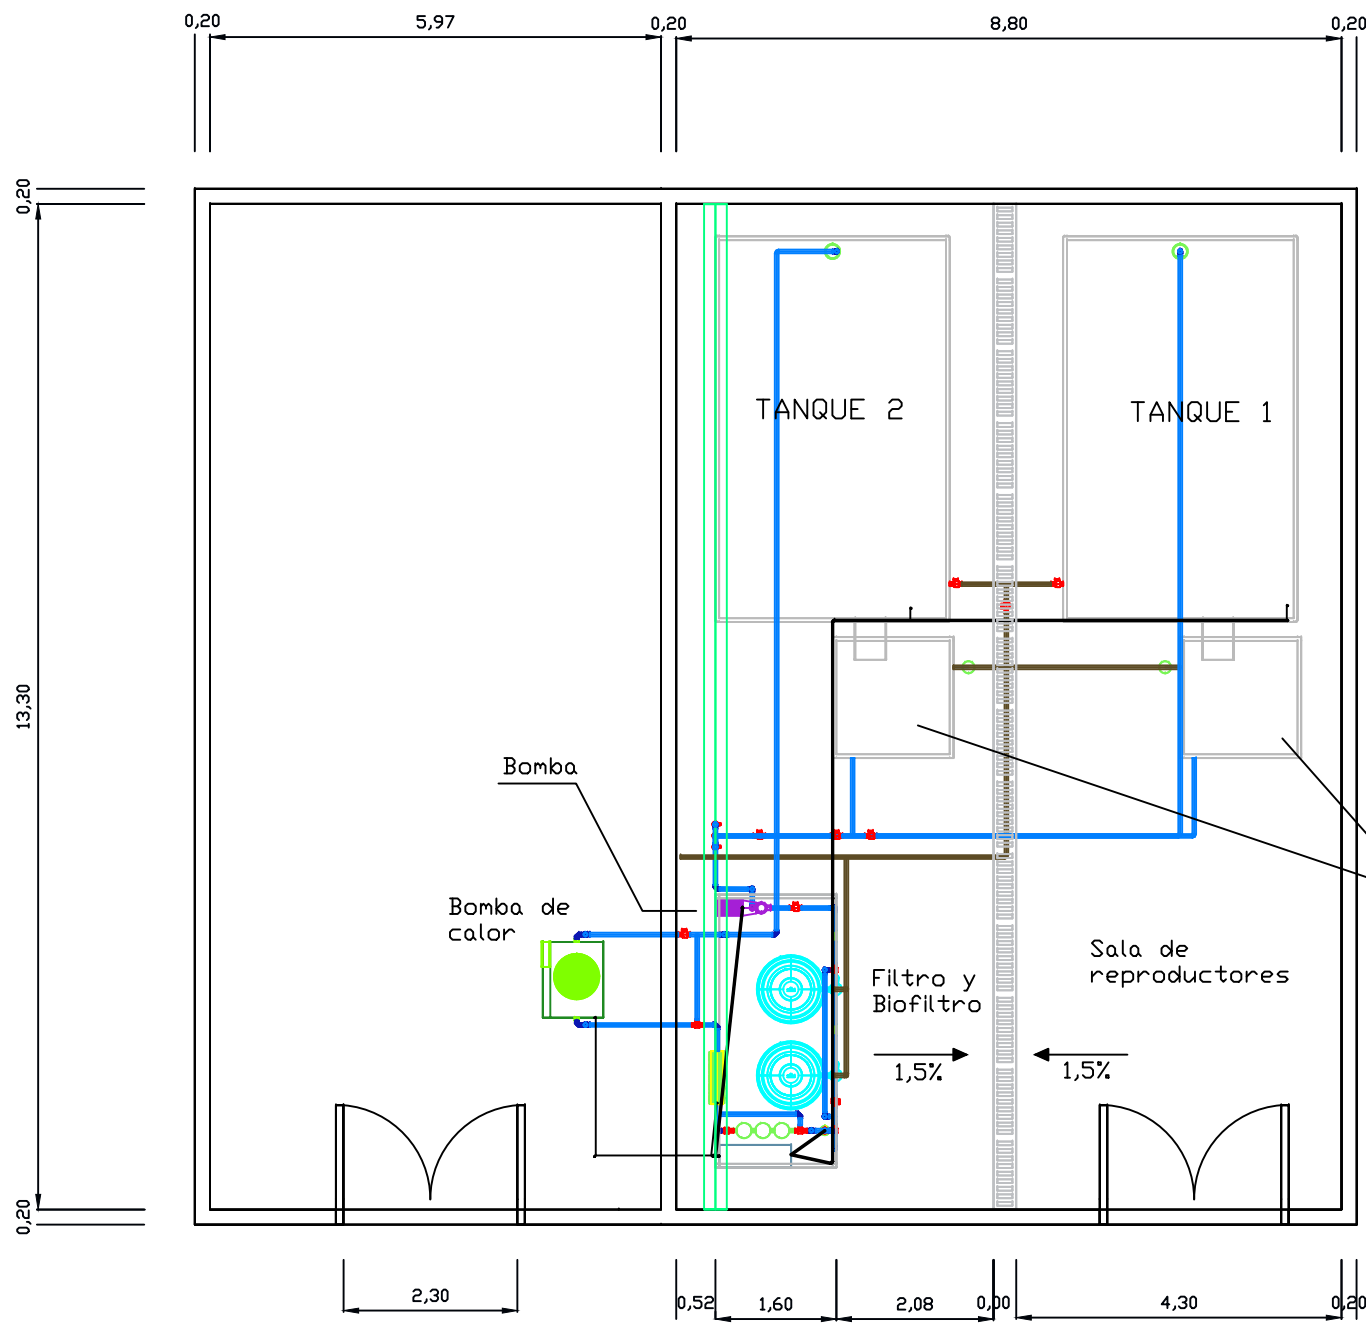 0,20
5,97
0,20
8,80
0,20
0,20
13,30
0,20
TANQUE 2
TANQUE 1
Bomba
Bomba de
calor
Filtro y
Biofiltro
Sala de
reproductores
1,5%
1,5%
2,30
0,52
1,60
2,08
0,00
4,30
0,20